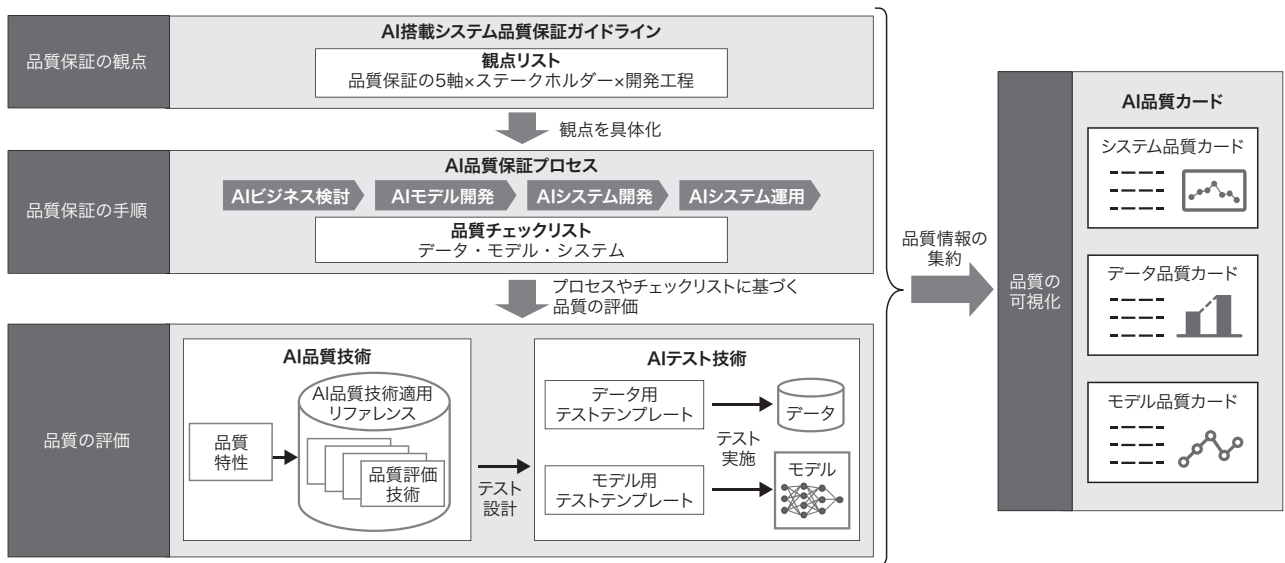 品質保証の観点
AI搭載システム品質保証ガイドライン
観点リスト
品質保証の5軸×ステークホルダー×開発工程
観点を具体化
品質保証の手順
AI品質保証プロセス
AIビジネス検討
AIモデル開発
AIシステム開発
AIシステム運用
品質チェックリスト
データ・モデル・システム
プロセスやチェックリストに基づく
品質の評価
品質の評価
AI品質技術
品質
特性
AI品質技術適用
リファレンス
品質評価
技術
テスト
設計
AIテスト技術
データ用
テストテンプレート
データ
テスト
実施
モデル用
テストテンプレート
モデル
品質情報の
集約
品質の
可視化
AI品質カード
システム品質カード
データ品質カード
モデル品質カード